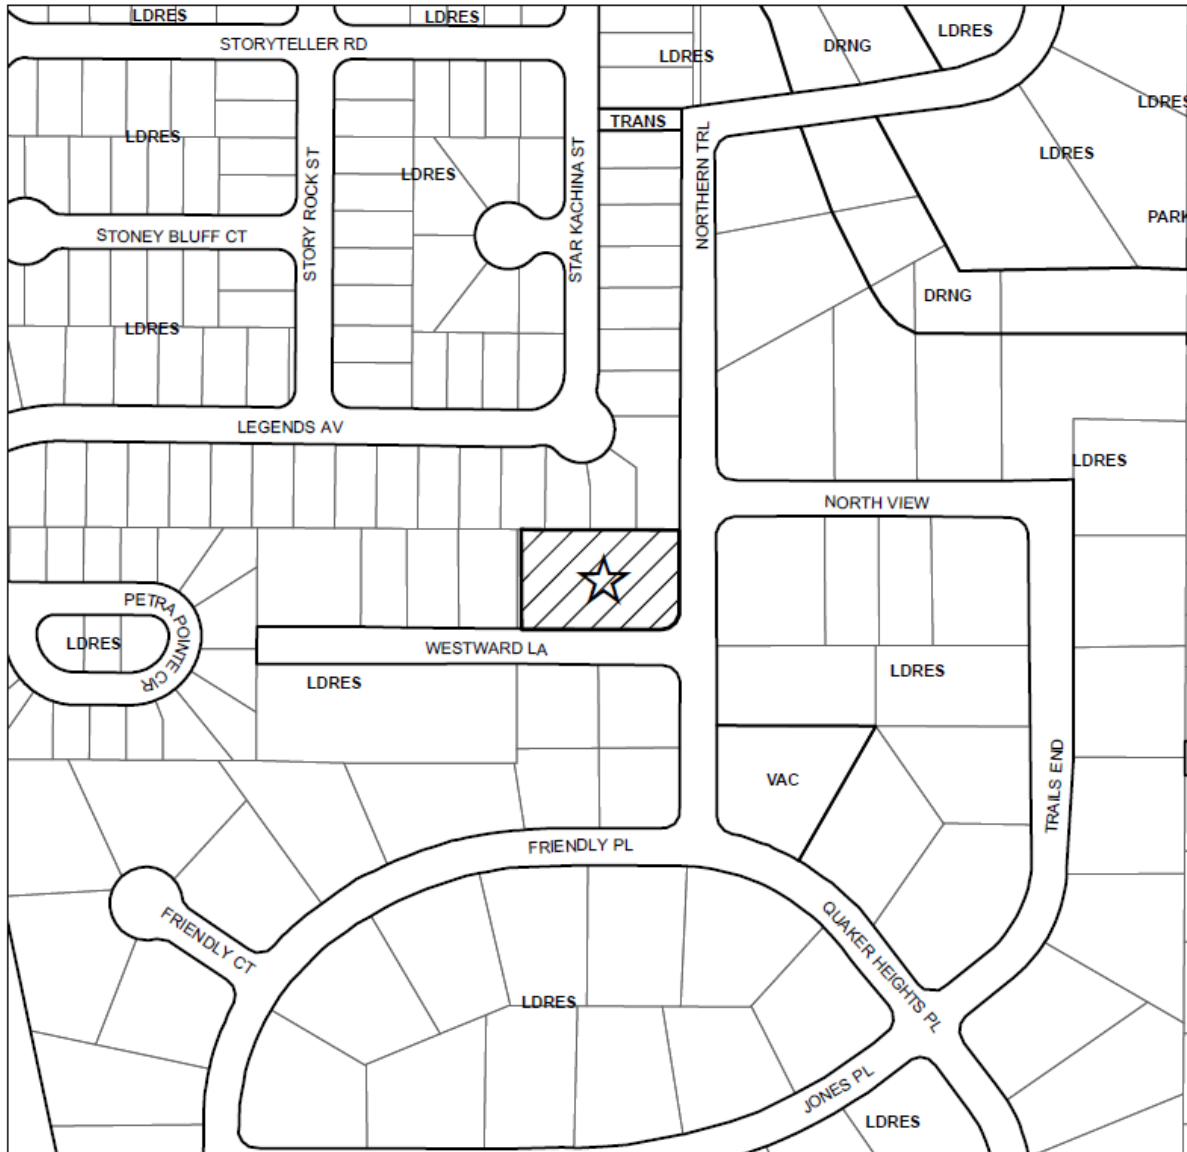 LDRES
LDRES
STORYTELLER RD
LDRES
DRNG
LDRES
LDRES
TRANS
LDRES
LDRES
LDRES
STORY ROCK ST
STAR KACHINA ST
NORTHERN TRL
LDRES
PARK
STONEY BLUFF CT
DRNG
LDRES
LEGENDS AV
LDRES
NORTH VIEW
PETRA POINTE CIR
LDRES
WESTWARD LA
LDRES
LDRES
VAC
TRAILS END
FRIENDLY PL
FRIENDLY CT
QUAKER HEIGHTS PL
LDRES
JONES PL
LDRES